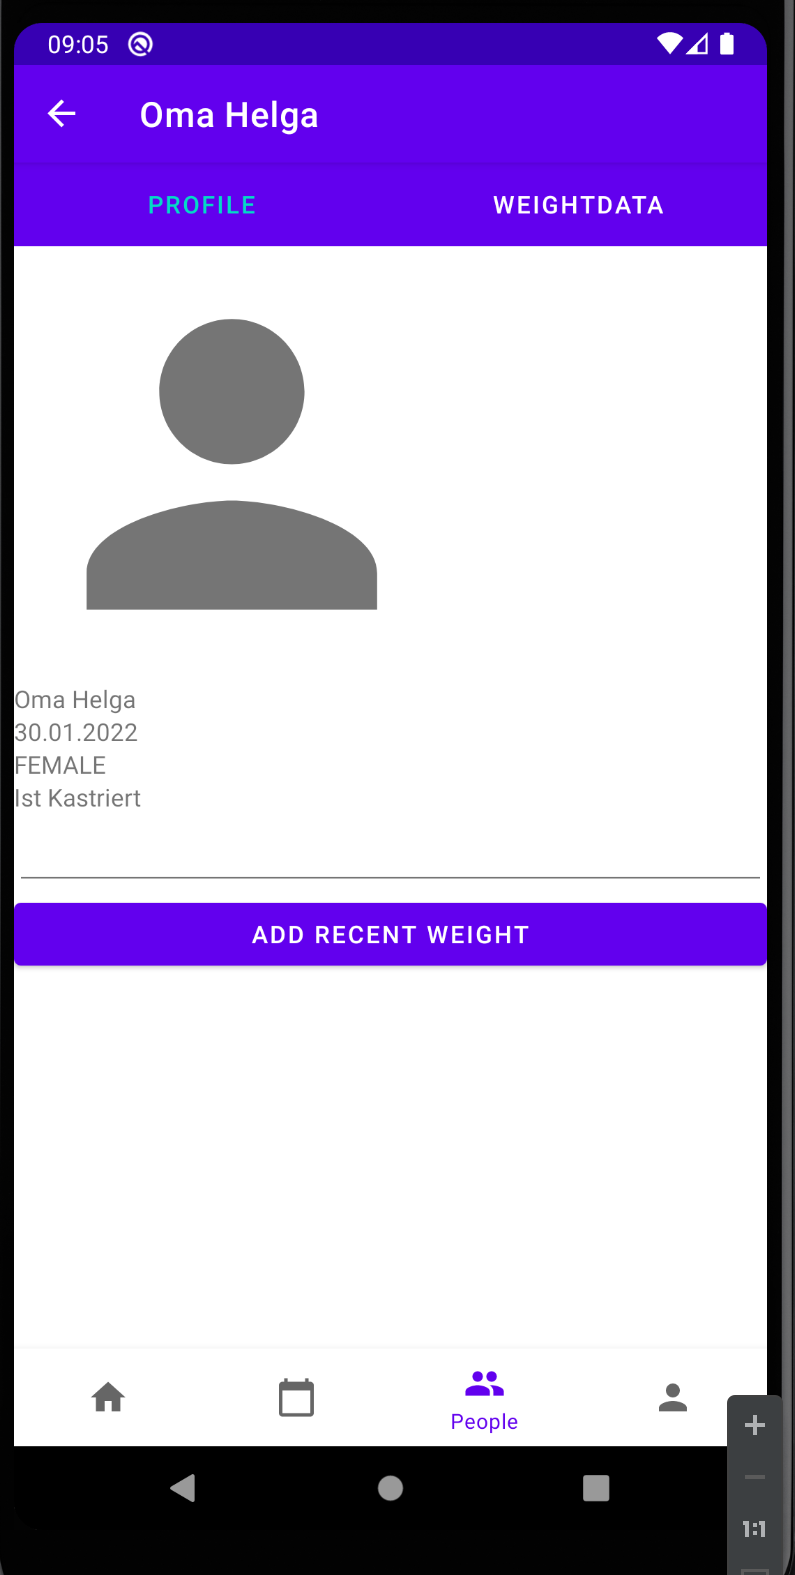 09:05
Oma Helga
PROFILE WEIGHTDATA
Oma Helga
30.01.2022
FEMALE
Ist Kastriert
ADD RECENT WEIGHT
People
1:1